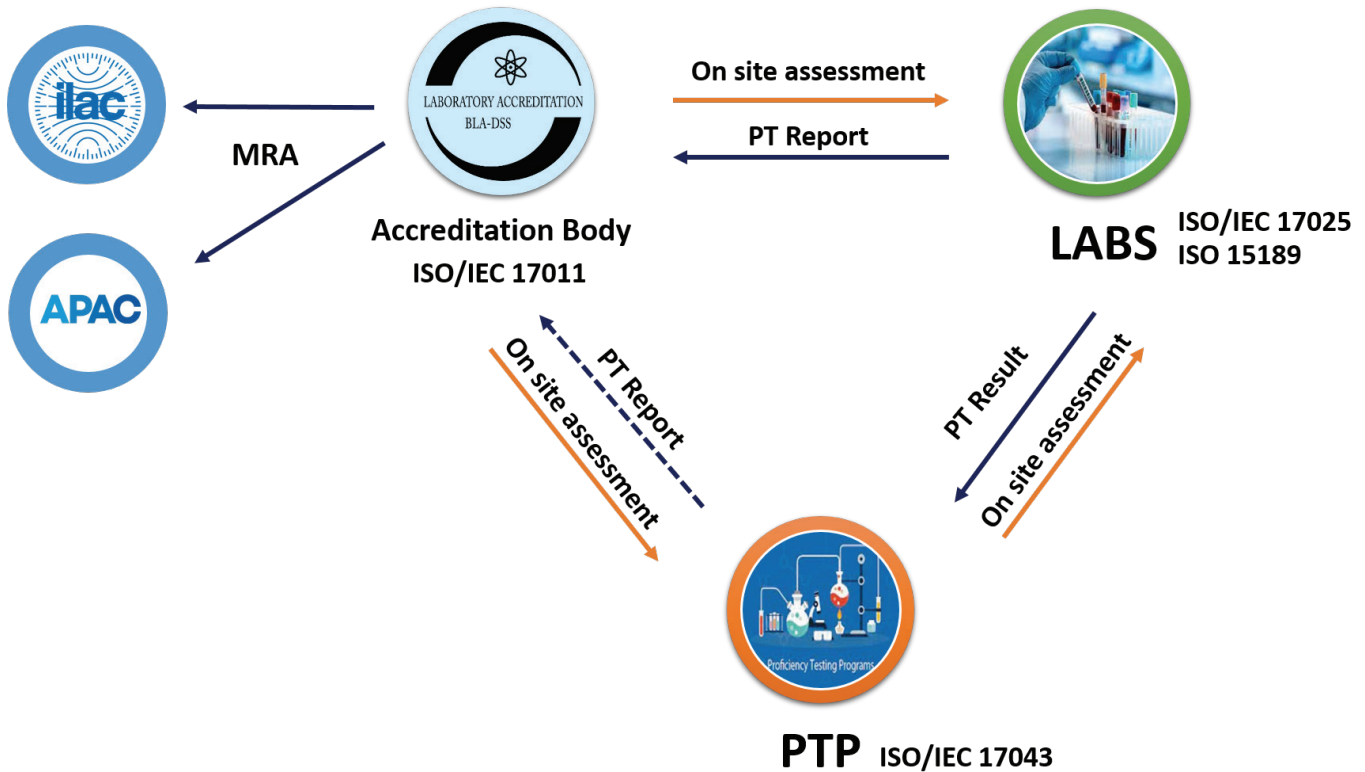 ilac
LABORATORY ACCREDITATION
BLA-DSS
On site assessment
PT Report
MRA
Accreditation Body
ISO/IEC 17011
LABS
ISO/IEC 17025
ISO 15189
APAC
On site assessment
PT Report
PT Result
On site assessment
Proficiency Testing Programs
PTP ISO/IEC 17043